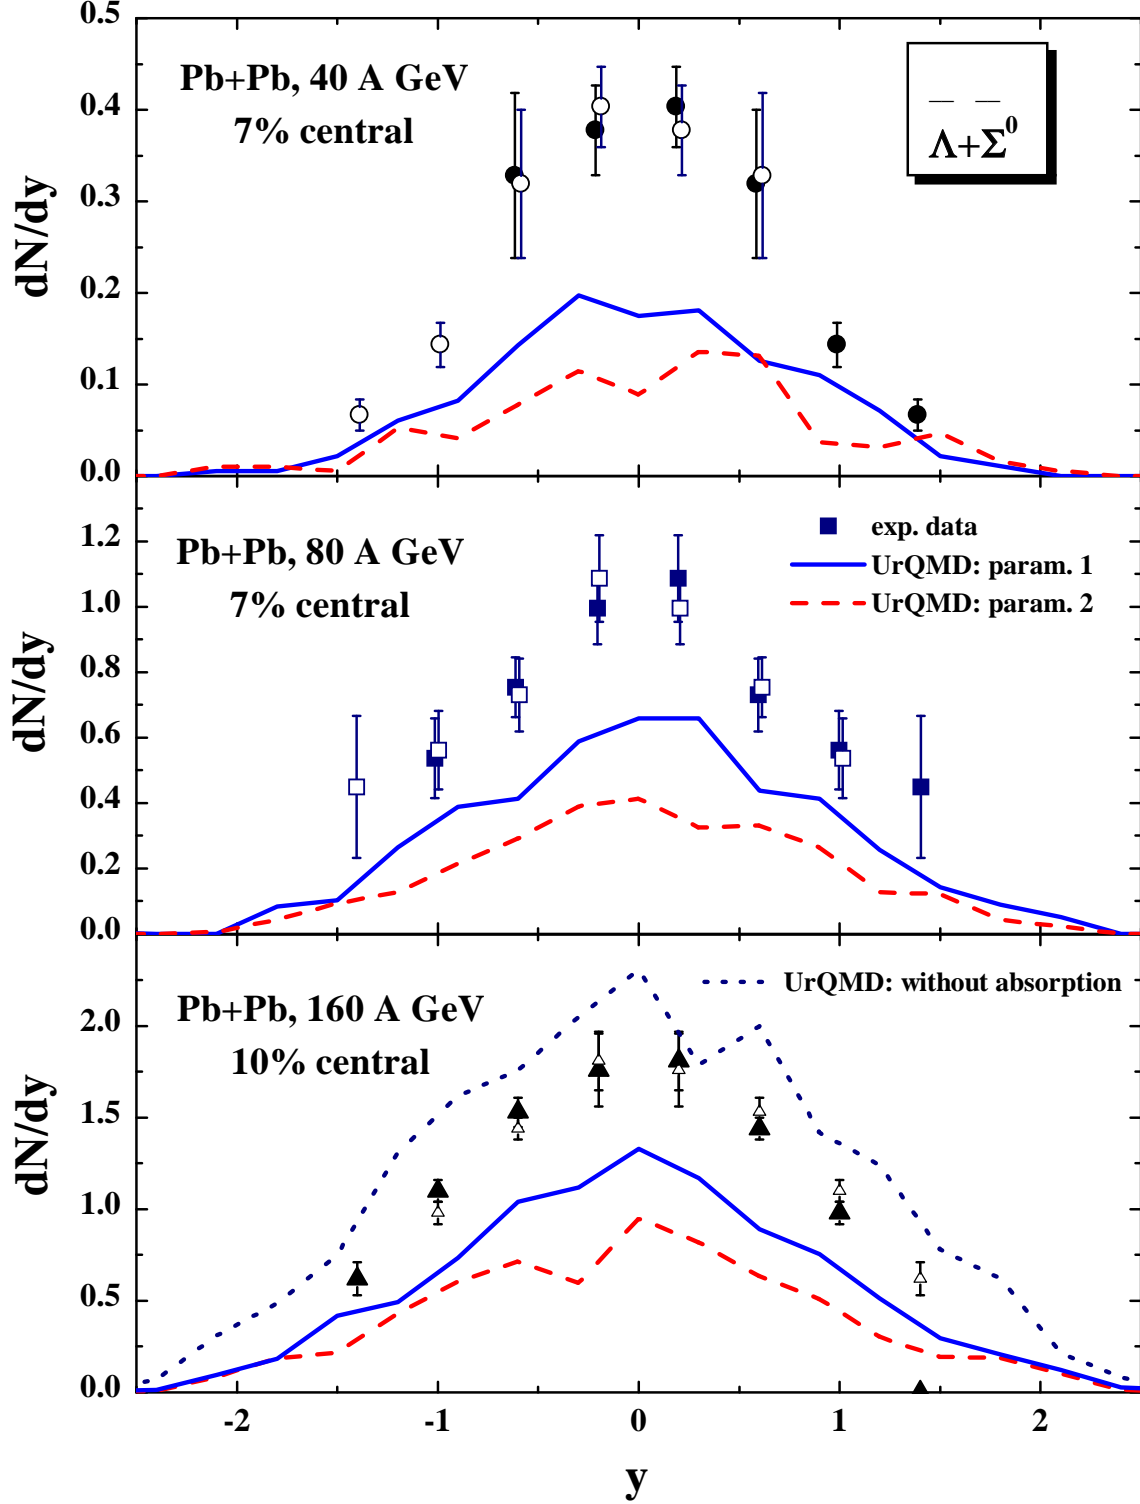 0.5
Pb+Pb, 40 A GeV
7% central
Λ̅+Σ̅⁰
0.4
0.3
0.2
0.1
0.0
dN/dy
Pb+Pb, 80 A GeV
7% central
exp. data
UrQMD: param. 1
UrQMD: param. 2
1.2
1.0
0.8
0.6
0.4
0.2
0.0
dN/dy
Pb+Pb, 160 A GeV
10% central
UrQMD: without absorption
2.0
1.5
1.0
0.5
0.0
dN/dy
-2 -1 0 1 2
y